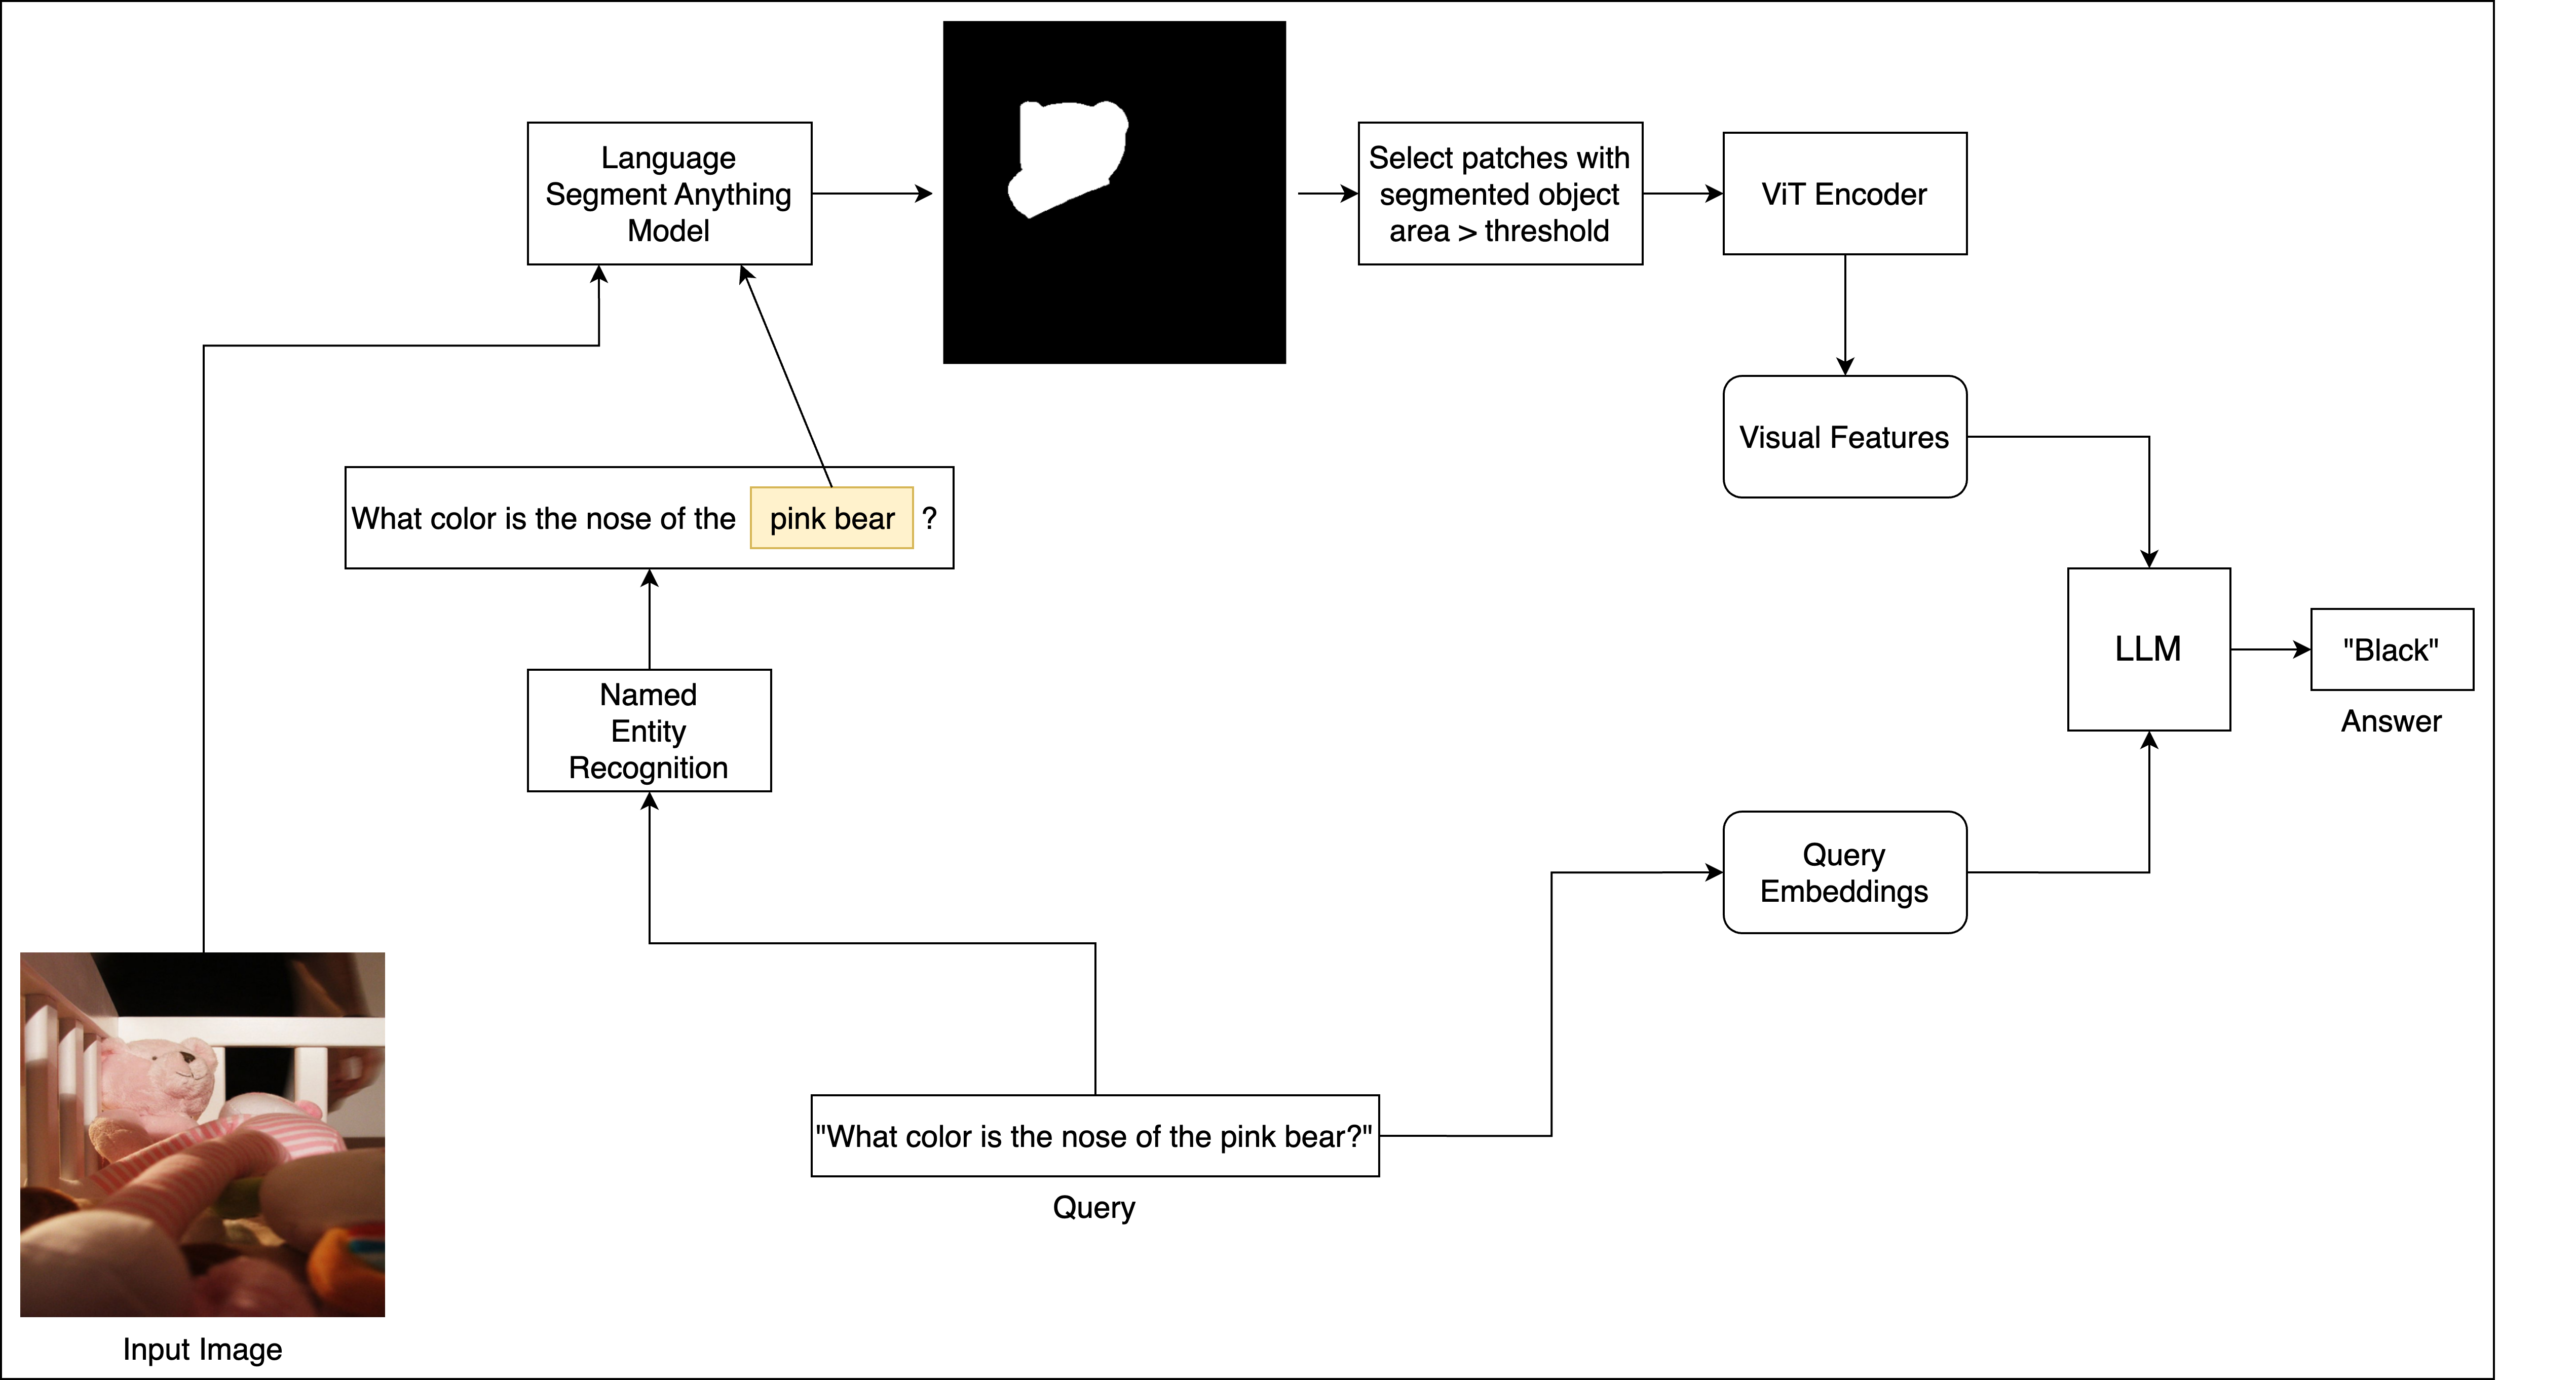 Language
Segment Anything
Model
Select patches with
segmented object
area > threshold
ViT Encoder
Visual Features
What color is the nose of the pink bear ?
Named
Entity
Recognition
LLM
"Black"
Answer
Query
Embeddings
"What color is the nose of the pink bear?"
Query
Input Image